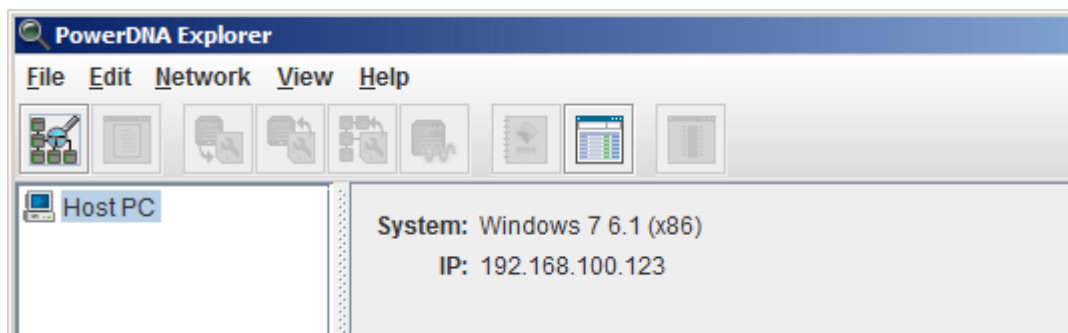 PowerDNA Explorer
File Edit Network View Help
Host PC
System: Windows 7 6.1 (x86)
IP: 192.168.100.123